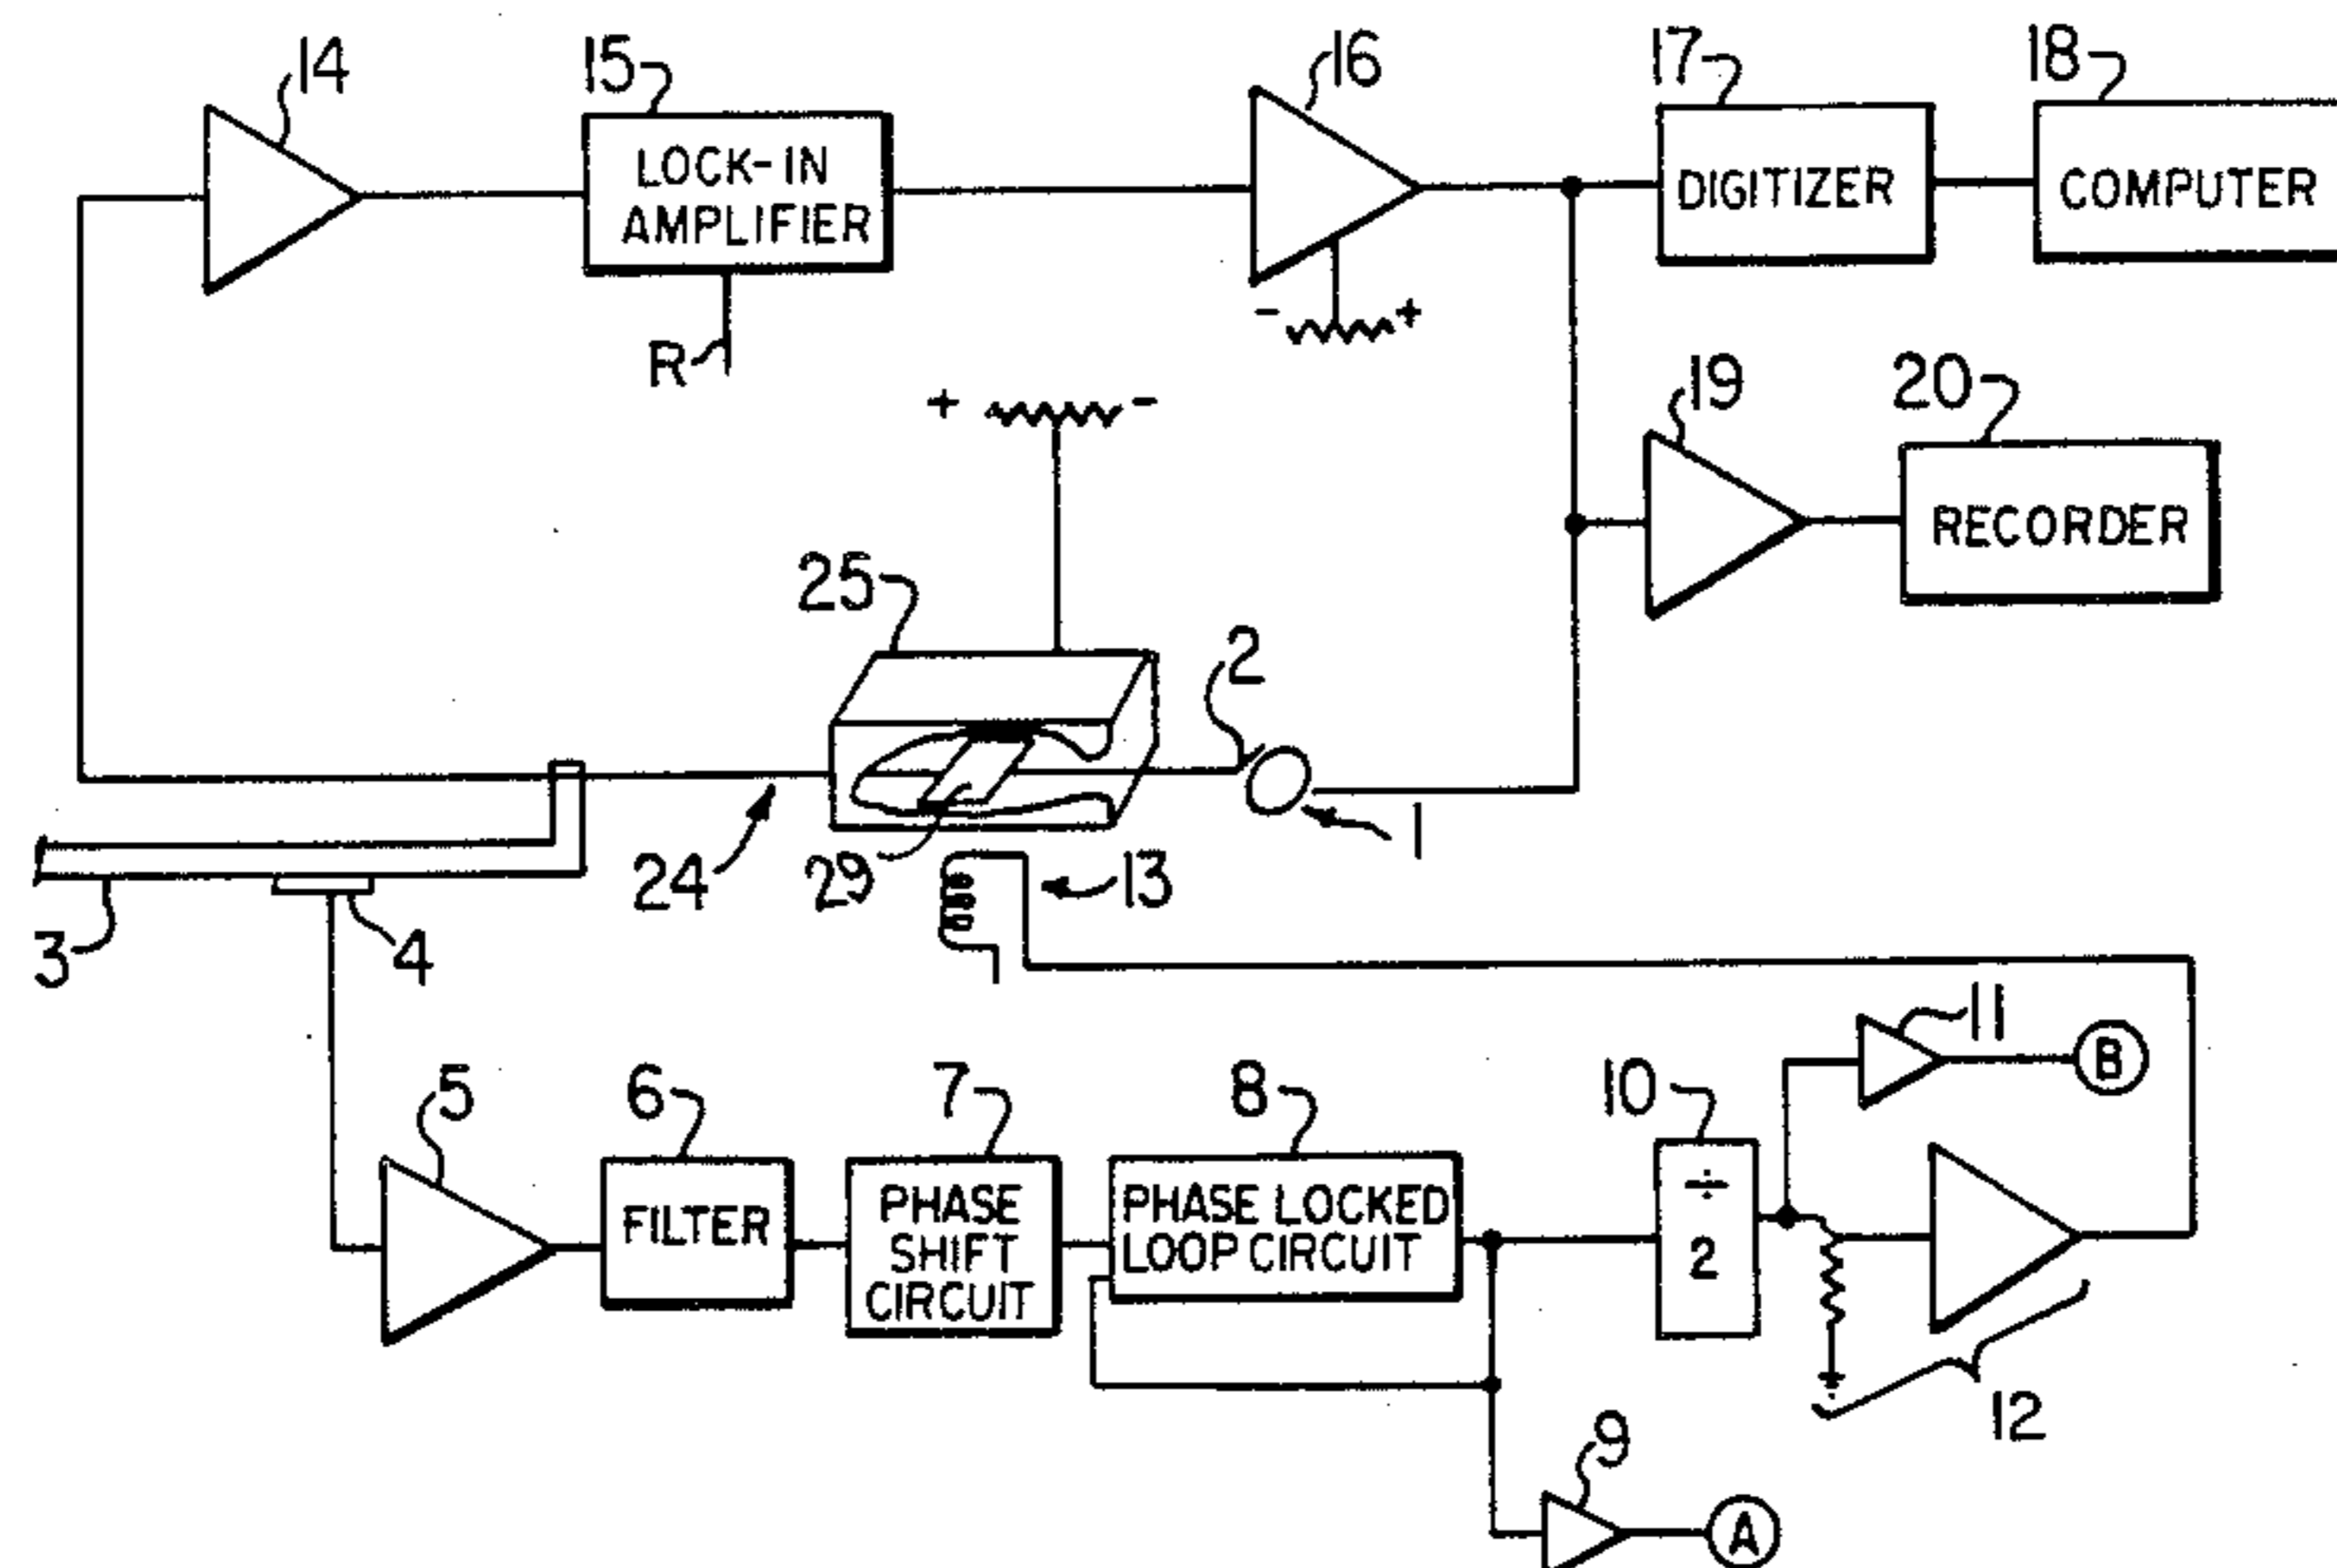 14
15
16
17
18
LOCK-IN
AMPLIFIER
DIGITIZER
COMPUTER
R
- +
+ -
19
20
RECORDER
25
2
1
24
29
13
3
4
11
B
5
6
7
8
10
FILTER
PHASE
SHIFT
CIRCUIT
PHASE LOCKED
LOOP CIRCUIT
÷
2
12
9
A